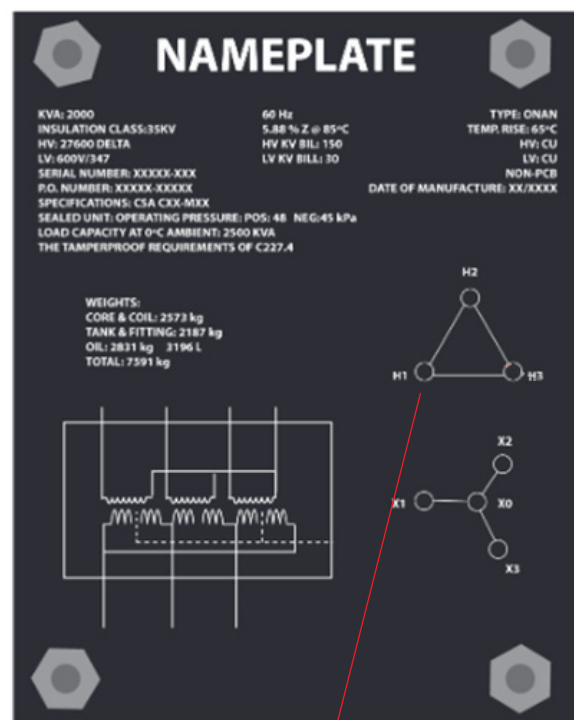 NAMEPLATE
KVA: 2000 60 Hz TYPE: ONAN
INSULATION CLASS:35KV 5.88 % Z @ 85°C TEMP. RISE: 65°C
HV: 27600 DELTA HV KV BIL: 150 HV: CU
LV: 600V/347 LV KV BILL: 30 LV: CU
SERIAL NUMBER: XXXXX-XXX NON-PCB
P.O. NUMBER: XXXXX-XXXXX DATE OF MANUFACTURE: XX/XXXX
SPECIFICATIONS: CSA CXX-MXX
SEALED UNIT: OPERATING PRESSURE: POS: 48 NEG:45 kPa
LOAD CAPACITY AT 0°C AMBIENT: 2500 KVA
THE TAMPERPROOF REQUIREMENTS OF C227.4
WEIGHTS:
CORE & COIL: 2573 kg
TANK & FITTING: 2187 kg
OIL: 2831 kg 3196 L
TOTAL: 7591 kg
H2
H1 H3
X2
X1 X0
X3